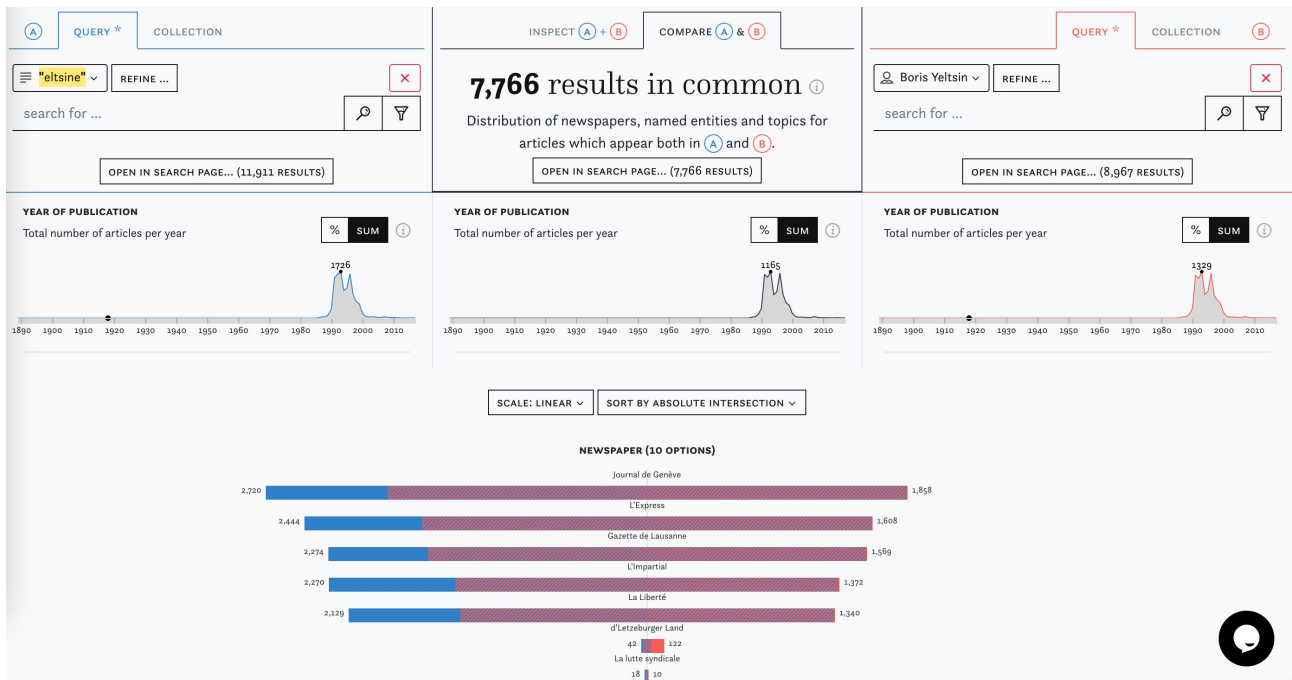 A QUERY * COLLECTION
INSPECT A + B COMPARE A & B
QUERY * COLLECTION B
"eltsine" REFINE ...
search for ...
OPEN IN SEARCH PAGE... (11,911 RESULTS)
7,766 results in common
Distribution of newspapers, named entities and topics for
articles which appear both in A and B.
OPEN IN SEARCH PAGE... (7,766 RESULTS)
Boris Yeltsin REFINE ...
search for ...
OPEN IN SEARCH PAGE... (8,967 RESULTS)
YEAR OF PUBLICATION
Total number of articles per year
% SUM
1726
1890 1900 1910 1920 1930 1940 1950 1960 1970 1980 1990 2000 2010
YEAR OF PUBLICATION
Total number of articles per year
% SUM
1165
1890 1900 1910 1920 1930 1940 1950 1960 1970 1980 1990 2000 2010
YEAR OF PUBLICATION
Total number of articles per year
% SUM
1329
1890 1900 1910 1920 1930 1940 1950 1960 1970 1980 1990 2000 2010
SCALE: LINEAR SORT BY ABSOLUTE INTERSECTION
NEWSPAPER (10 OPTIONS)
Journal de Genève
2,720 1,858
L'Express
2,444 1,608
Gazette de Lausanne
2,274 1,569
L'Impartial
2,270 1,372
La Liberté
2,129 1,340
d'Letzeburger Land
42 122
La lutte syndicale
18 10